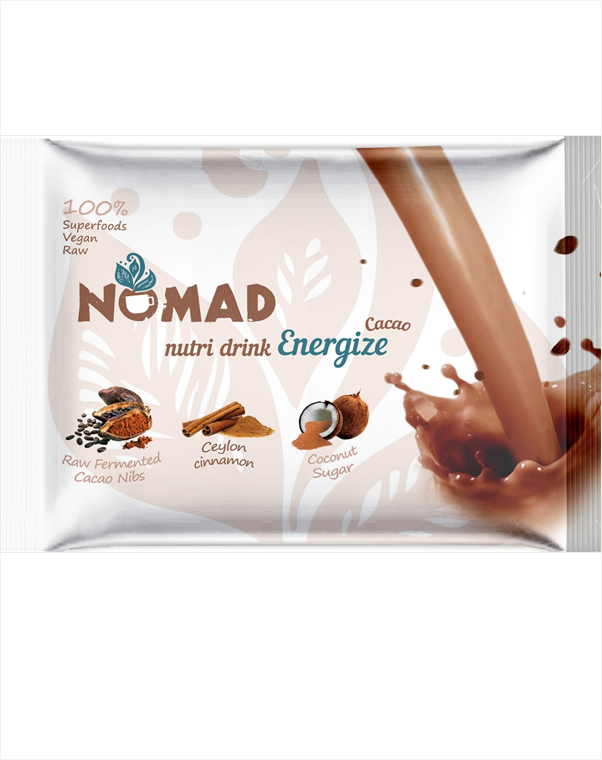 100%
Superfoods
Vegan
Raw
NOMAD
Cacao
nutri drink Energize
Raw Fermented
Cacao Nibs
Ceylon
cinnamon
Coconut
Sugar